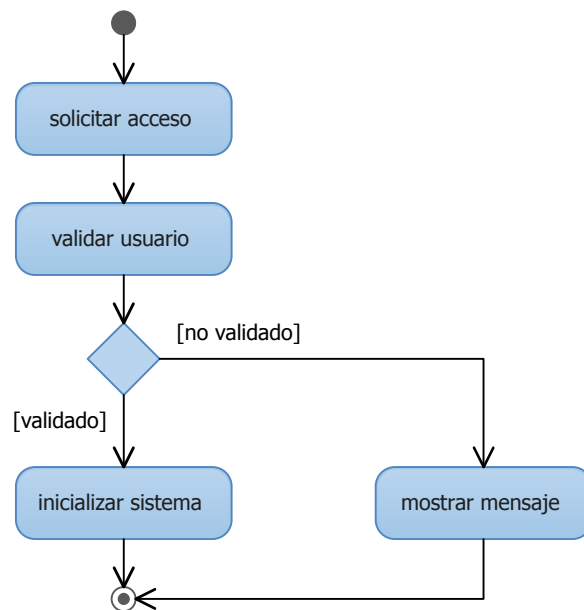 solicitar acceso
validar usuario
[no validado]
[validado]
inicializar sistema
mostrar mensaje